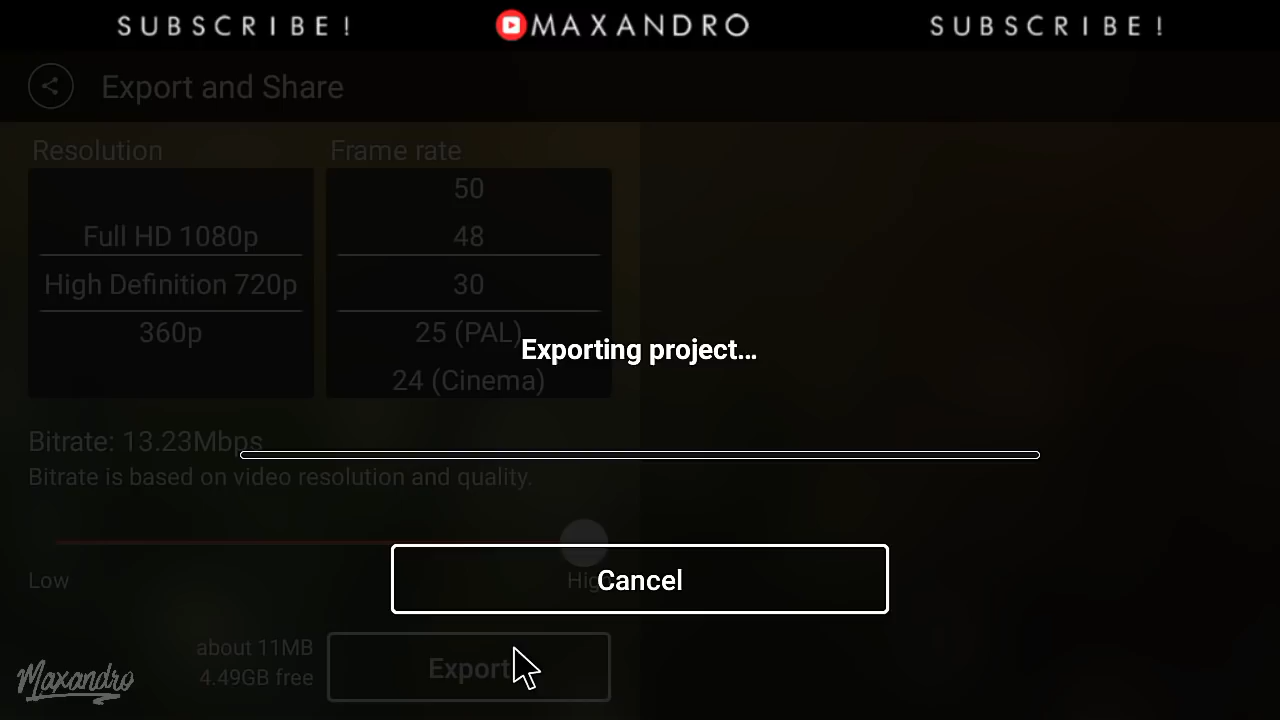 SUBSCRIBE! MAXANDRO SUBSCRIBE!
Export and Share
Resolution Frame rate
50
Full HD 1080p 48
High Definition 720p 30
360p 25 (PAL)
Exporting project...
24 (Cinema)
Bitrate: 13.23Mbps
Bitrate is based on video resolution and quality.
Low High
Cancel
about 11MB
4.49GB free
Export
Maxandro